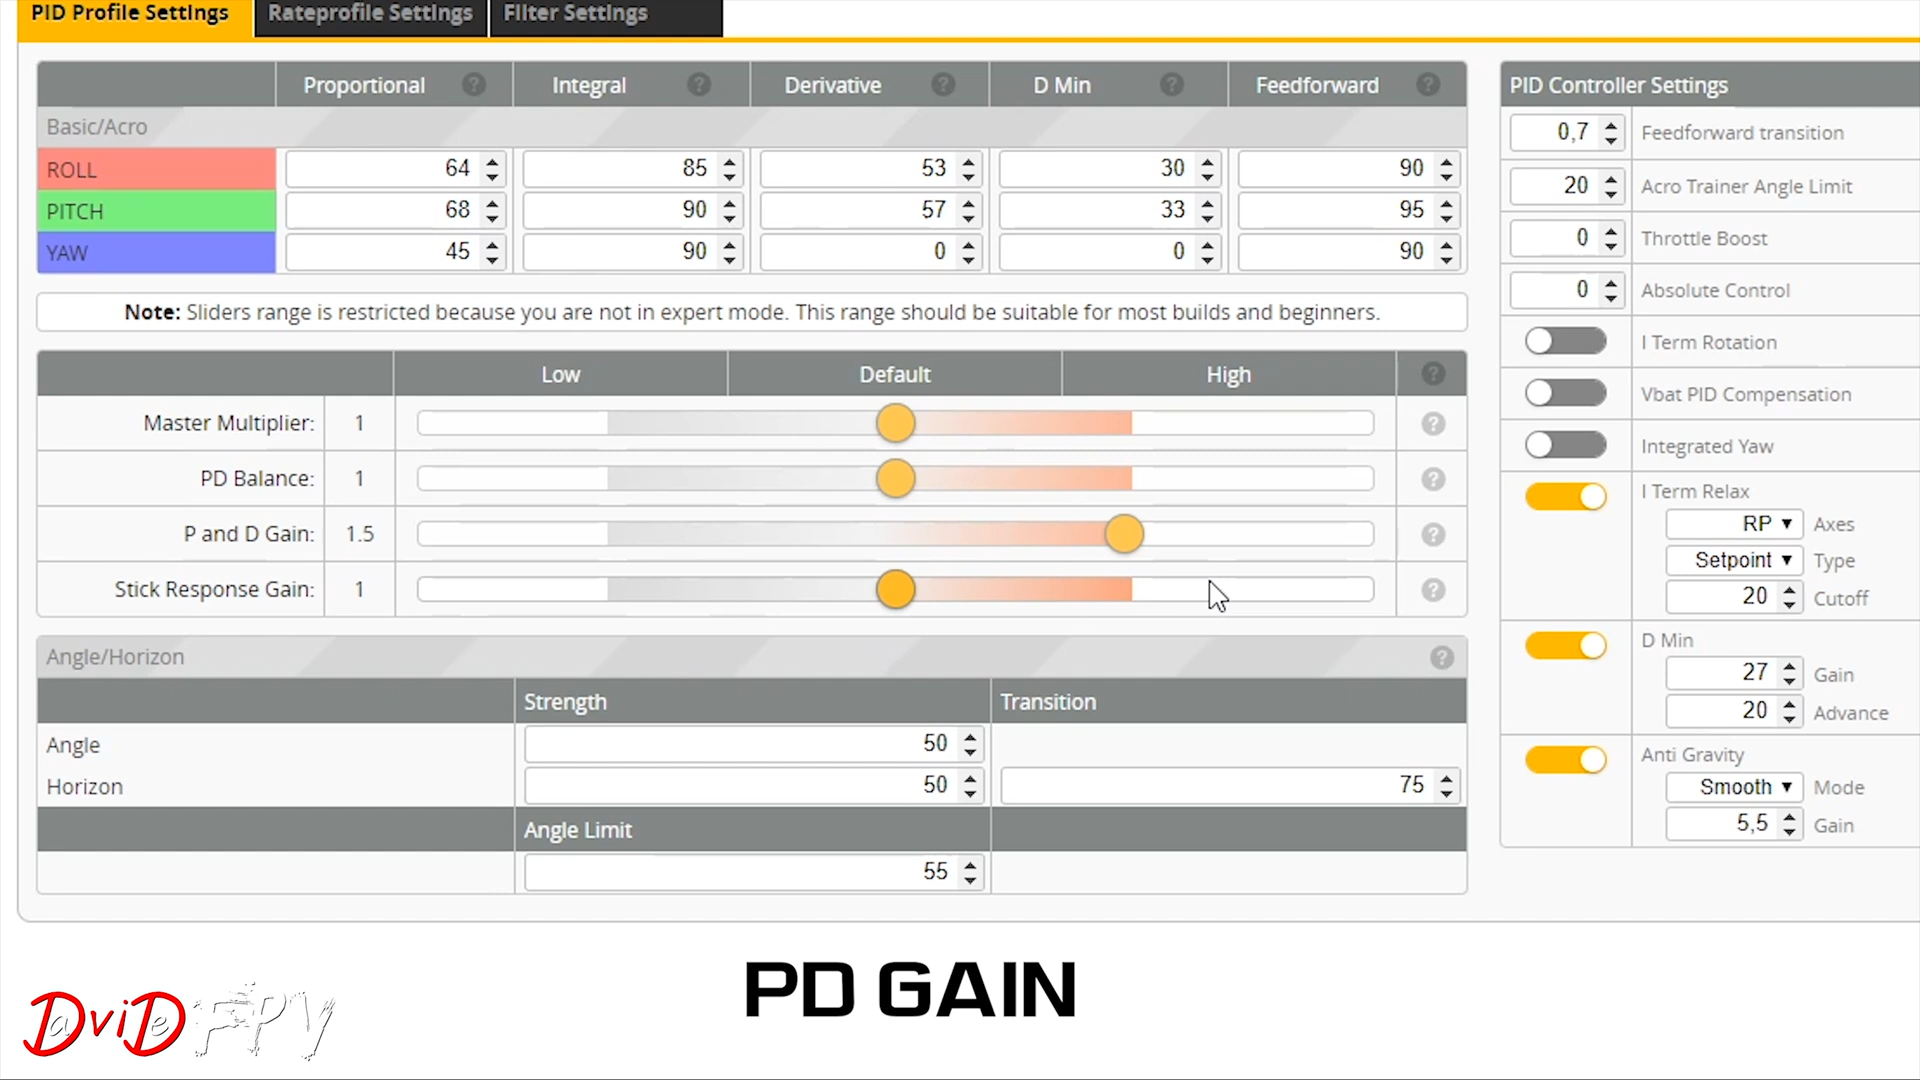 PID Profile Settings Rateprofile Settings Filter Settings
Proportional ? Integral ? Derivative ? D Min ? Feedforward ?
Basic/Acro
ROLL 64 85 53 30 90
PITCH 68 90 57 33 95
YAW 45 90 0 0 90
Note: Sliders range is restricted because you are not in expert mode. This range should be suitable for most builds and beginners.
Low Default High ?
Master Multiplier: 1 ?
PD Balance: 1 ?
P and D Gain: 1.5 ?
Stick Response Gain: 1 ?
Angle/Horizon ?
Strength Transition
Angle 50
Horizon 50 75
Angle Limit
55
PID Controller Settings
0,7 Feedforward transition
20 Acro Trainer Angle Limit
0 Throttle Boost
0 Absolute Control
I Term Rotation
Vbat PID Compensation
Integrated Yaw
I Term Relax
RP Axes
Setpoint Type
20 Cutoff
D Min
27 Gain
20 Advance
Anti Gravity
Smooth Mode
5,5 Gain
PD GAIN
DaviDe FPV